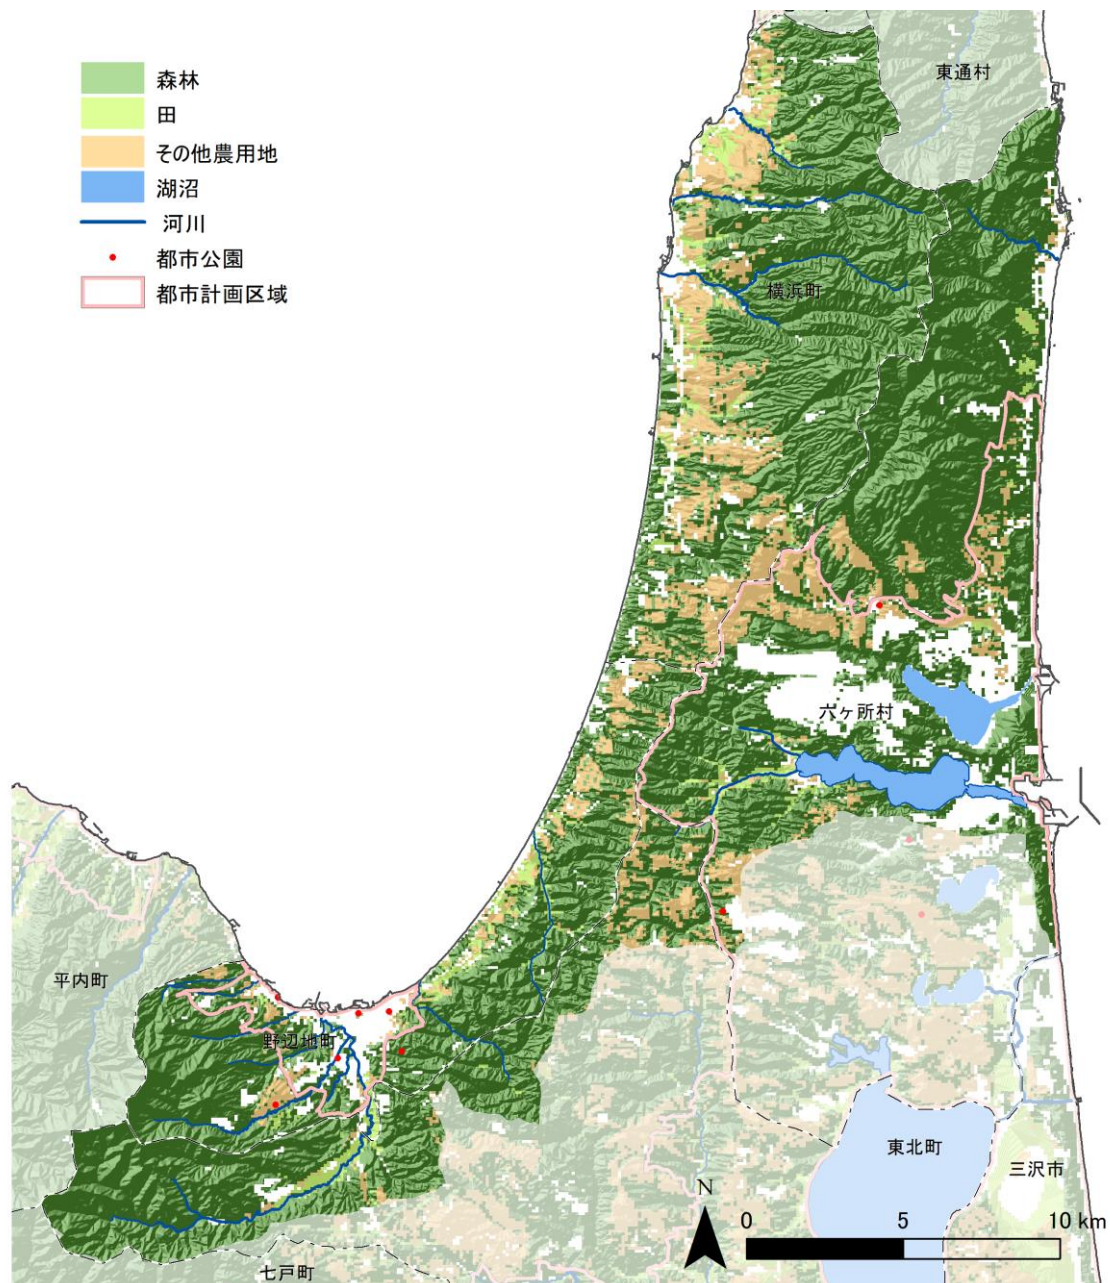 東通村
森林
田
その他農用地
湖沼
河川
都市公園
都市計画区域
横浜町
六ヶ所村
平内町
野辺地町
東北町
三沢市
N
0 5 10 km
七戸町